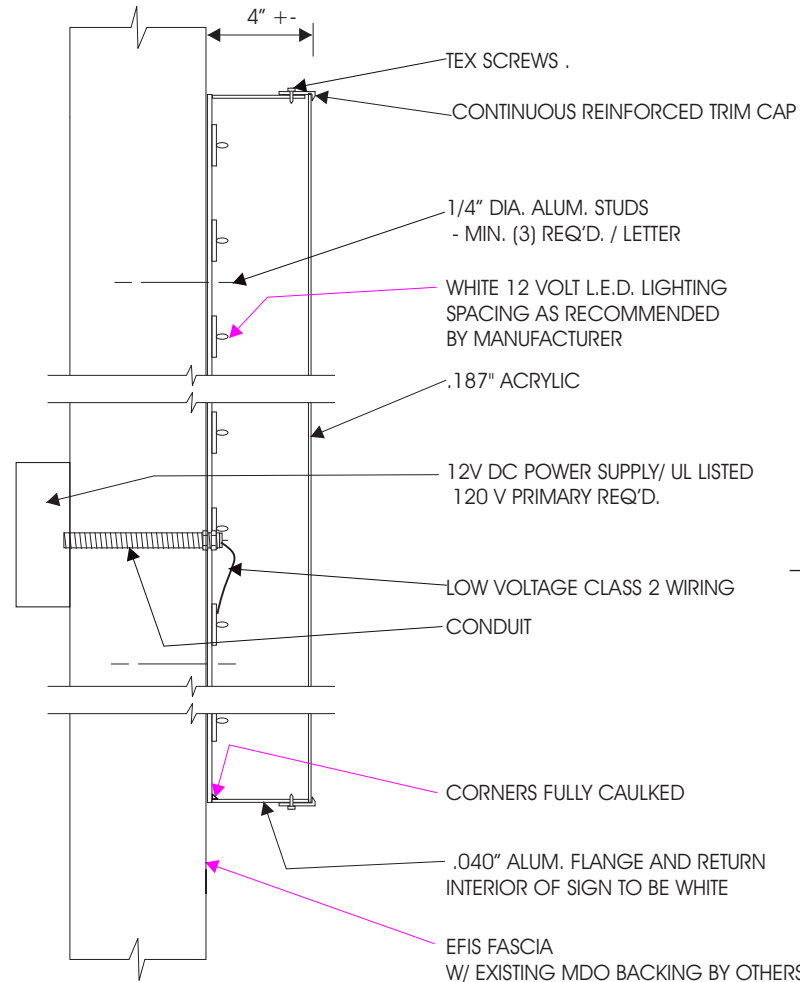 4" +-
TEX SCREWS .
CONTINUOUS REINFORCED TRIM CAP
1/4" DIA. ALUM. STUDS
- MIN. (3) REQ'D. / LETTER
WHITE 12 VOLT L.E.D. LIGHTING
SPACING AS RECOMMENDED
BY MANUFACTURER
.187" ACRYLIC
12V DC POWER SUPPLY/ UL LISTED
120 V PRIMARY REQ'D.
LOW VOLTAGE CLASS 2 WIRING
CONDUIT
CORNERS FULLY CAULKED
.040" ALUM. FLANGE AND RETURN
INTERIOR OF SIGN TO BE WHITE
EFIS FASCIA
W/ EXISTING MDO BACKING BY OTHERS